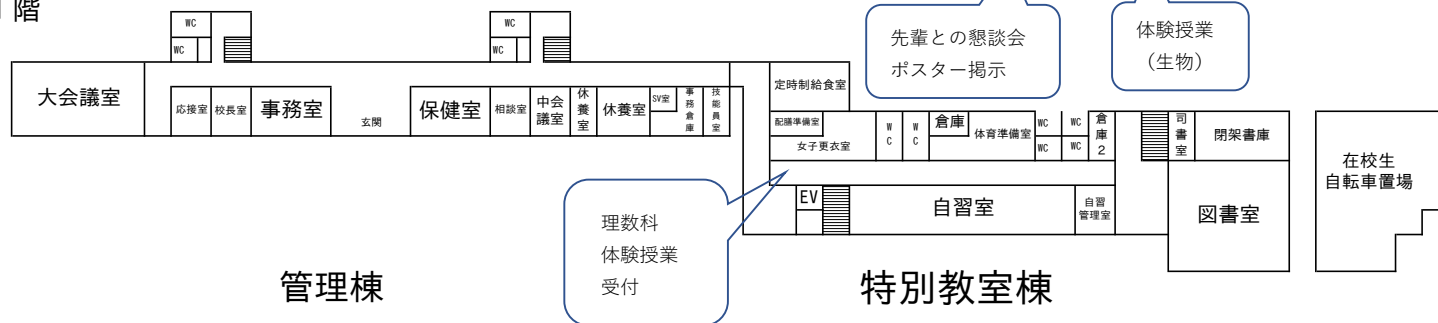 階
WC
WC
WC
WC
先輩との懇談会
ポスター掲示
体験授業
(生物)
大会議室
応接室
校長室
事務室
玄関
保健室
相談室
中会
議室
休養室
休養室
SV室
事務倉庫
技能員室
定時制給食室
配膳準備室
女子更衣室
WC
WC
倉庫
体育準備室
WC
WC
WC
WC
倉庫2
司書室
閉架書庫
在校生
自転車置場
EV
自習室
自習
管理室
図書室
理数科
体験授業
受付
管理棟
特別教室棟